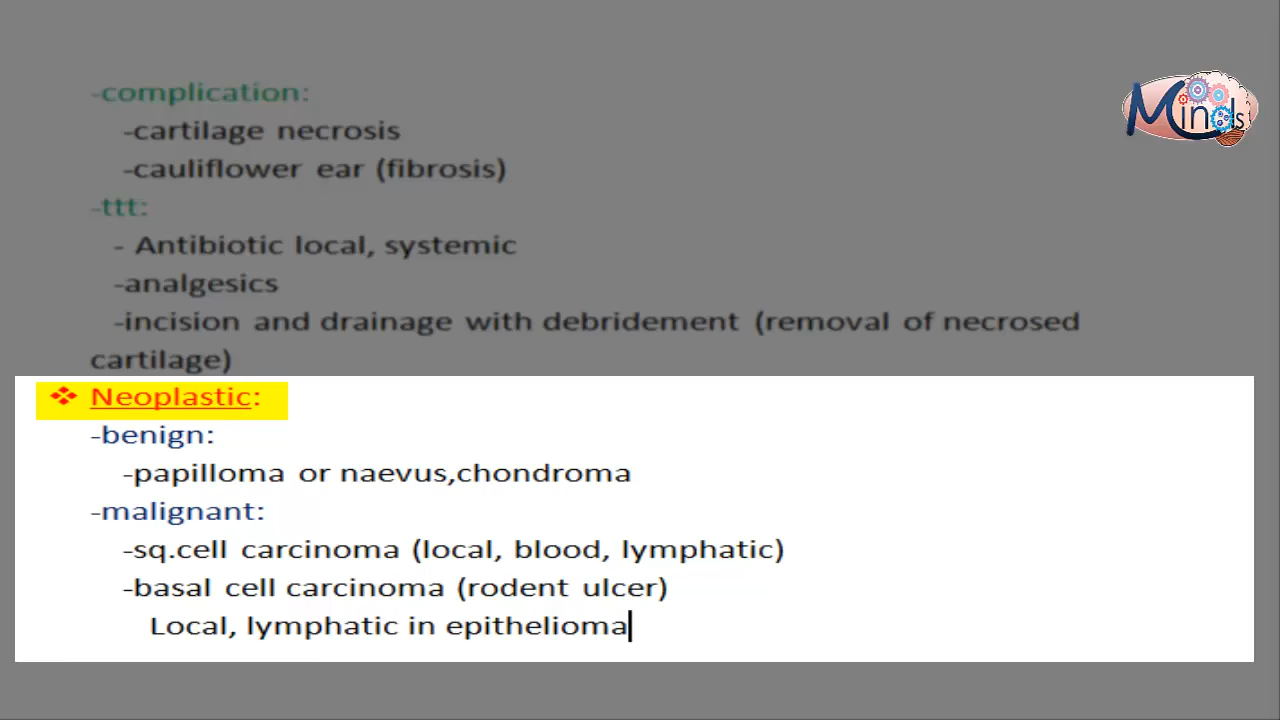 -complication:
-cartilage necrosis
-cauliflower ear (fibrosis)
-ttt:
- Antibiotic local, systemic
-analgesics
-incision and drainage with debridement (removal of necrosed
cartilage)
❖ Neoplastic:
-benign:
-papilloma or naevus,chondroma
-malignant:
-sq.cell carcinoma (local, blood, lymphatic)
-basal cell carcinoma (rodent ulcer)
Local, lymphatic in epithelioma
Minds